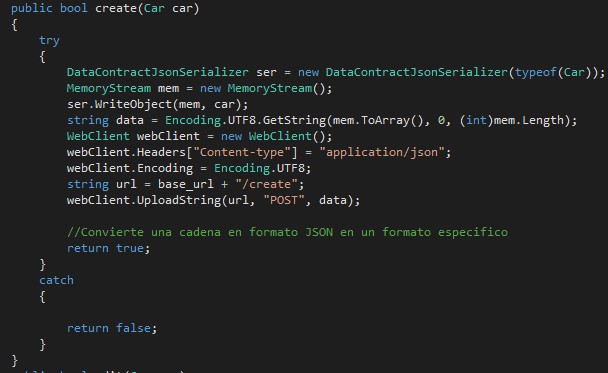 public bool create(Car car)
{
try
{
DataContractJsonSerializer ser = new DataContractJsonSerializer(typeof(Car));
MemoryStream mem = new MemoryStream();
ser.WriteObject(mem, car);
string data = Encoding.UTF8.GetString(mem.ToArray(), 0, (int)mem.Length);
WebClient webClient = new WebClient();
webClient.Headers["Content-type"] = "application/json";
webClient.Encoding = Encoding.UTF8;
string url = base_url + "/create";
webClient.UploadString(url, "POST", data);
//Convierte una cadena en formato JSON en un formato especifico
return true;
}
catch
{
return false;
}
}